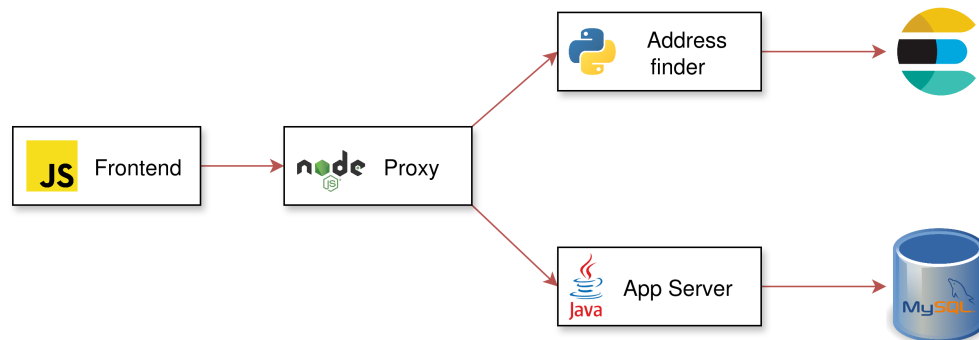 Address
finder
JS
Frontend
node
JS
Proxy
Java
App Server
MySQL